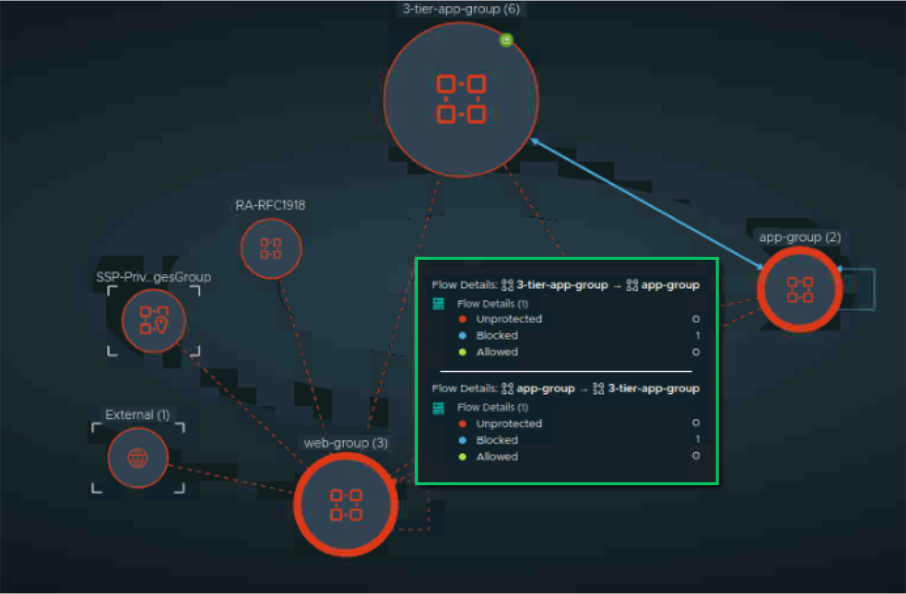 3-tier-app-group (6)
RA-RFC1918
app-group (2)
SSP-Priv...gesGroup
Flow Details: 3-tier-app-group → app-group
Flow Details (1)
Unprotected 0
Blocked 1
Allowed 0
Flow Details: app-group → 3-tier-app-group
Flow Details (1)
Unprotected 0
Blocked 1
Allowed 0
External (1)
web-group (3)